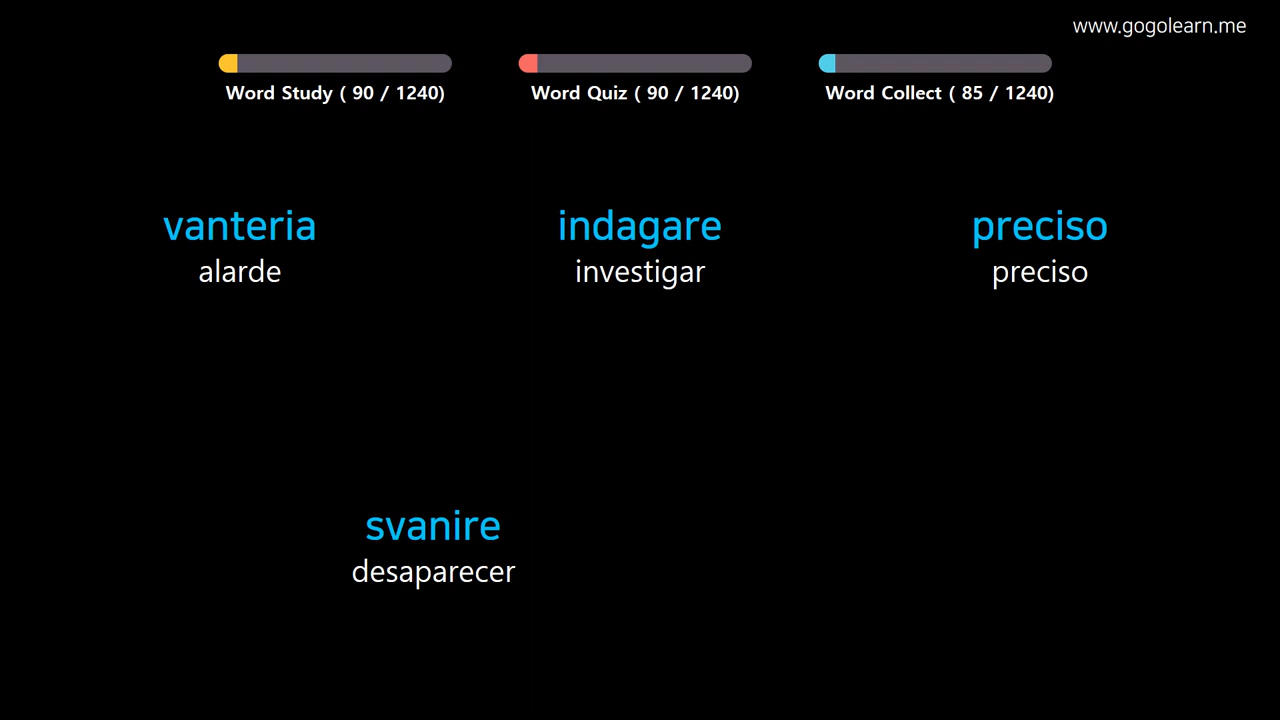 www.gogolearn.me
Word Study ( 90 / 1240)
Word Quiz ( 90 / 1240)
Word Collect ( 85 / 1240)
vanteria
alarde
indagare
investigar
preciso
preciso
svanire
desaparecer